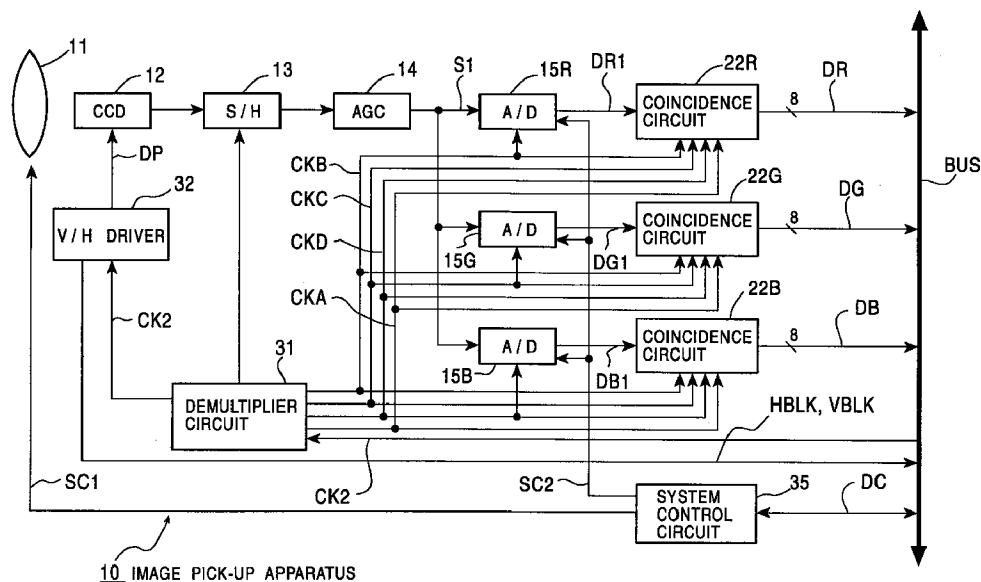 11
12
13
14
S1
15R
DR1
22R
DR
CCD
S/H
AGC
A/D
COINCIDENCE
CIRCUIT
8
DP
CKB
32
CKC
22G
DG
BUS
V/H DRIVER
A/D
COINCIDENCE
CIRCUIT
8
15G
DG1
CKD
CKA
22B
DB
CK2
31
A/D
COINCIDENCE
CIRCUIT
8
15B
DB1
DEMULTIPLIER
CIRCUIT
HBLK, VBLK
SC1
CK2
SC2
SYSTEM
CONTROL
CIRCUIT
35
DC
10 IMAGE PICK-UP APPARATUS